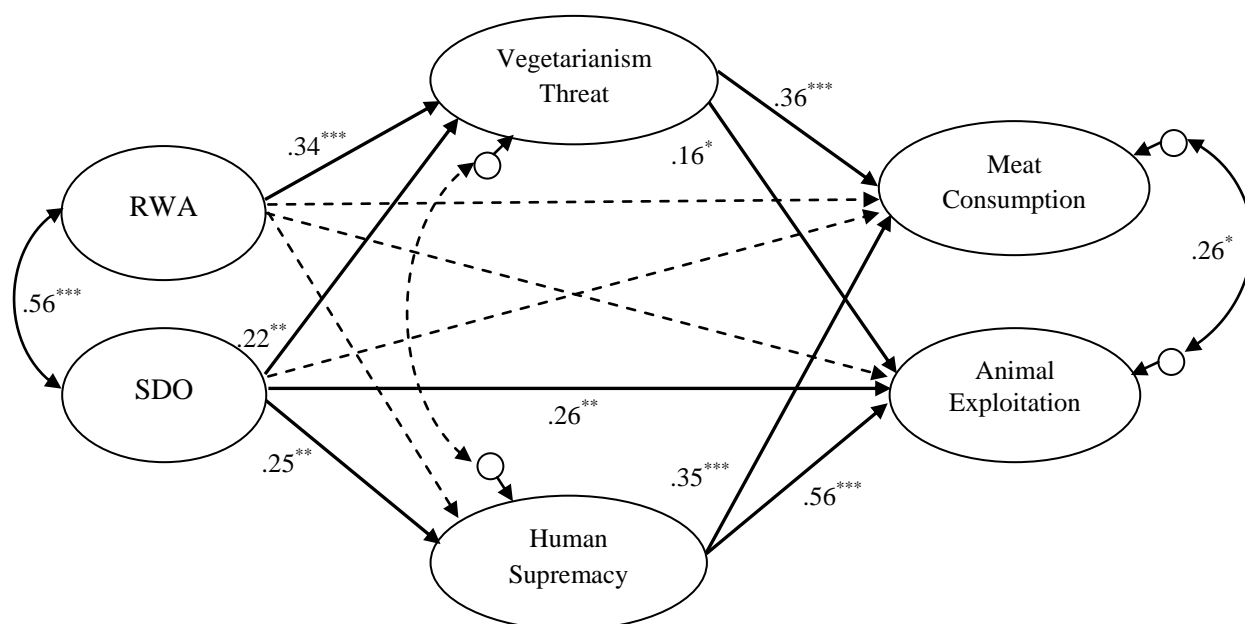 Vegetarianism
Threat
.36***
.34***
.16*
Meat
Consumption
RWA
.26*
.56***
.22**
SDO
Animal
Exploitation
.26**
.25**
.35***
.56***
Human
Supremacy